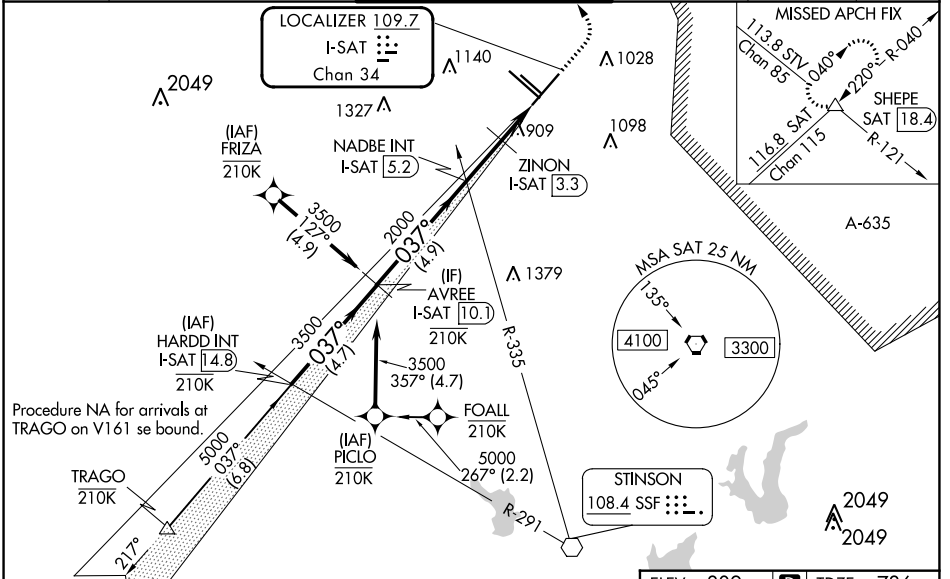 LOCALIZER 109.7
I-SAT
Chan 34
2049
1140
1028
1327
909
1098
1379
(IAF)
FRIZA
210K
3500
127°
(4.9)
NADBE INT
I-SAT 5.2
ZINON
I-SAT 3.3
2000
037°
(4.9)
(IF)
AVREE
I-SAT 10.1
210K
(IAF)
HARDD INT
I-SAT 14.8
210K
3500
037°
(4.7)
3500
357° (4.7)
R-335
Procedure NA for arrivals at
TRAGO on V161 se bound.
TRAGO
210K
5000
037°
(6.8)
217°
(IAF)
PICLO
210K
FOALL
210K
5000
267° (2.2)
R-291
STINSON
108.4 SSF
MISSED APCH FIX
113.8 STV
Chan 85
040°
220°
R-040
SHEPE
SAT 18.4
116.8 SAT
Chan 115
R-121
A-635
MSA SAT 25 NM
135°
4100
3300
045°
2049
2049